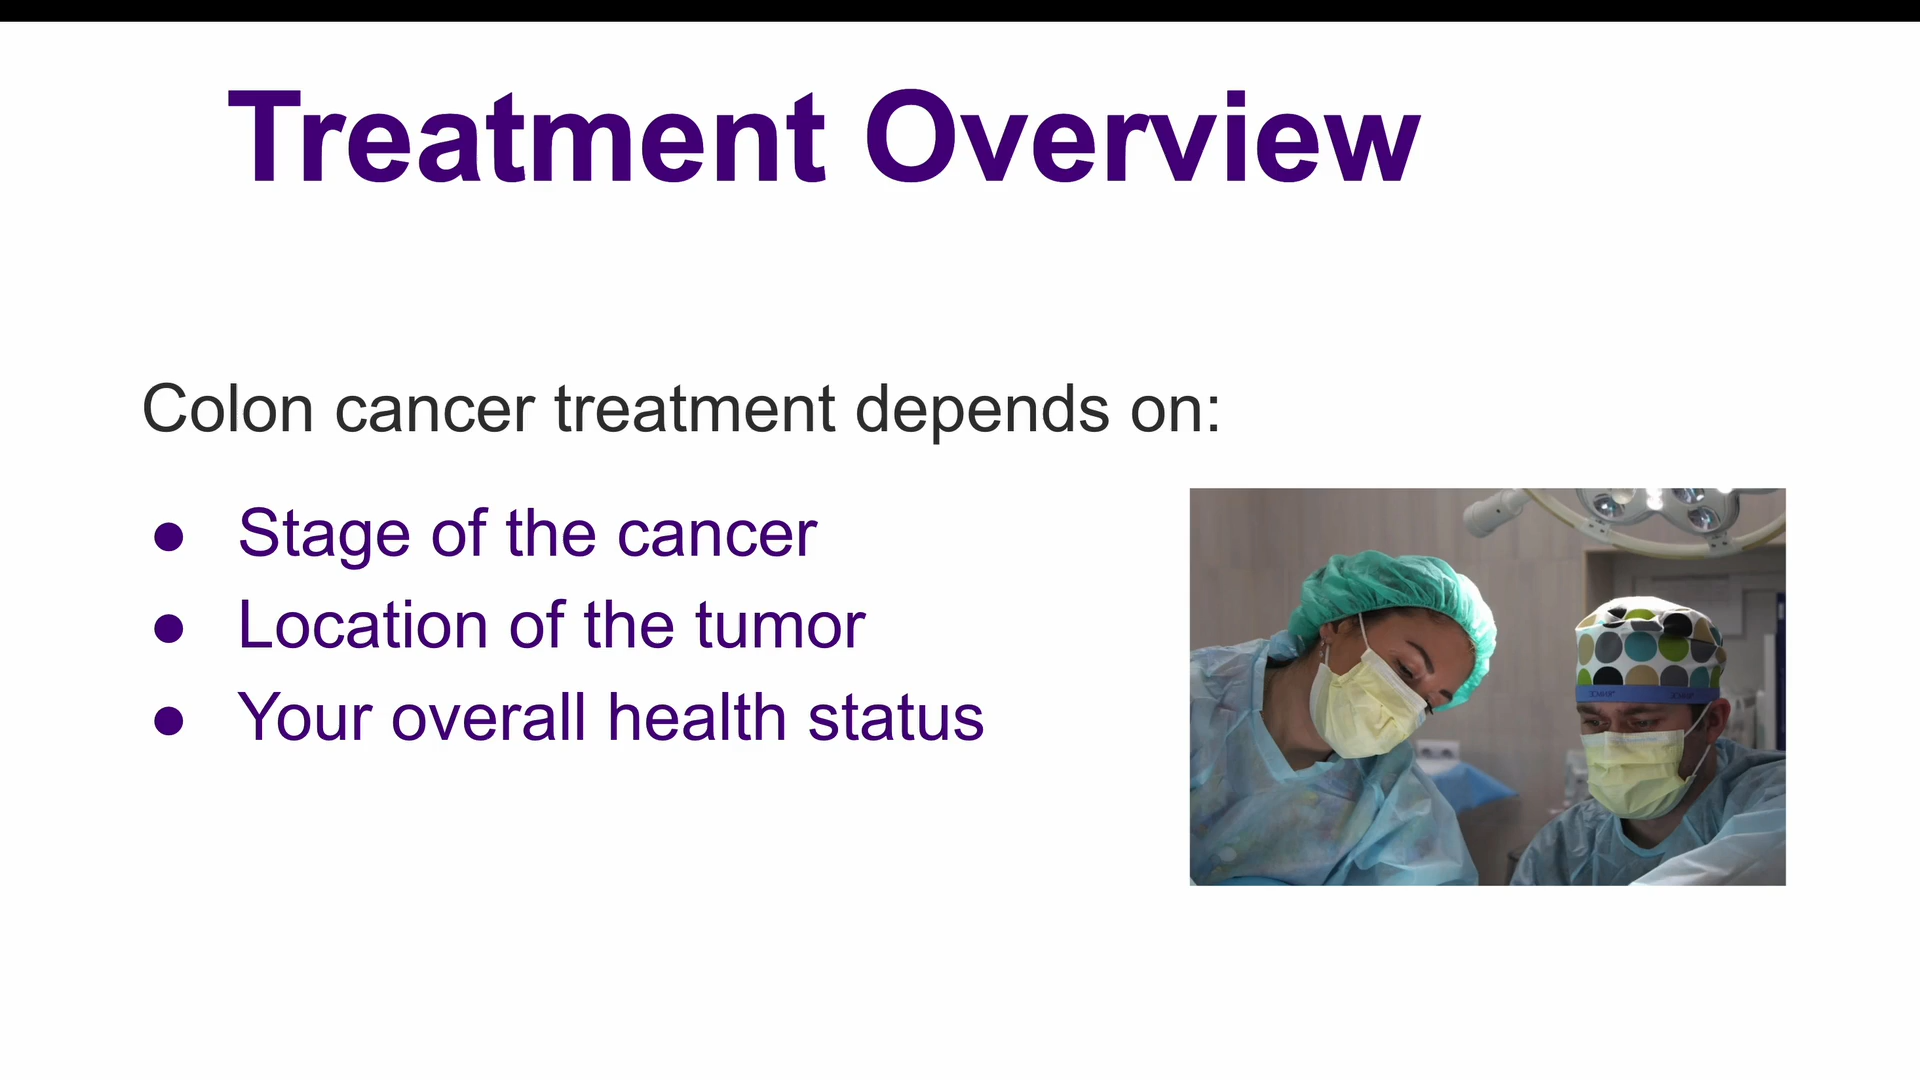 Treatment Overview
Colon cancer treatment depends on:
● Stage of the cancer
● Location of the tumor
● Your overall health status